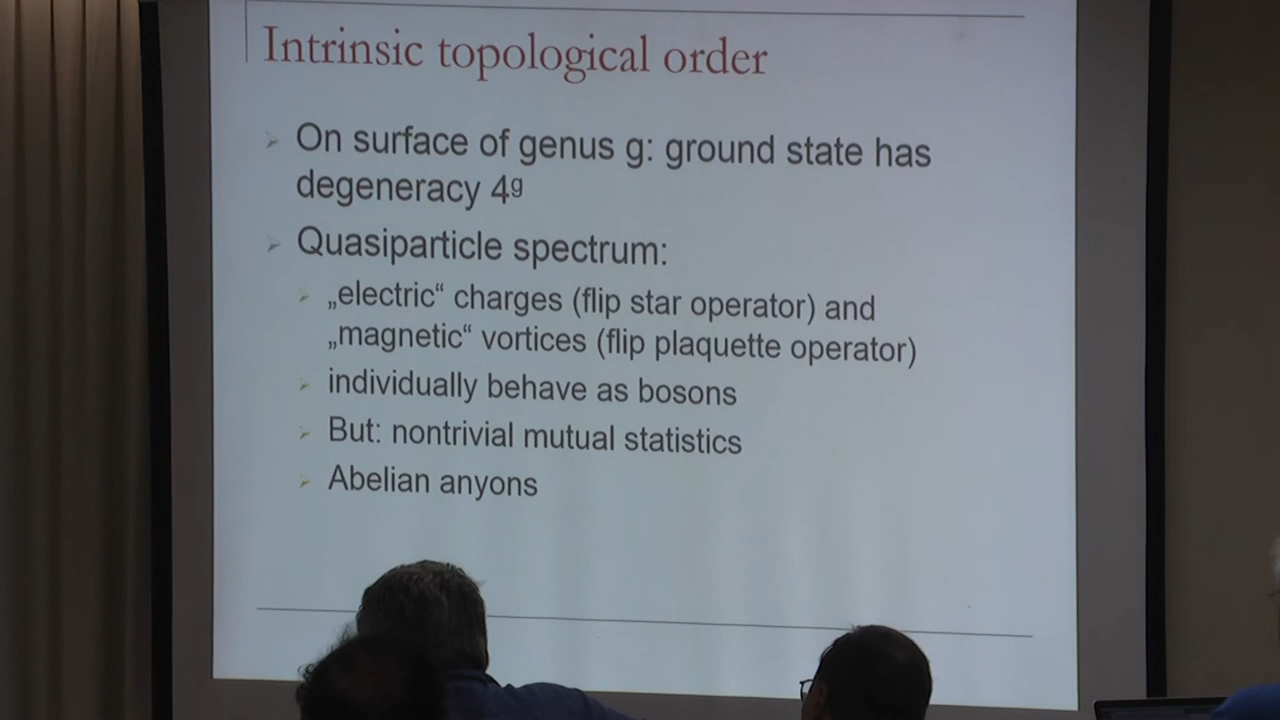 Intrinsic topological order
On surface of genus g: ground state has
degeneracy 4ᵍ
Quasiparticle spectrum:
„electric“ charges (flip star operator) and
„magnetic“ vortices (flip plaquette operator)
individually behave as bosons
But: nontrivial mutual statistics
Abelian anyons